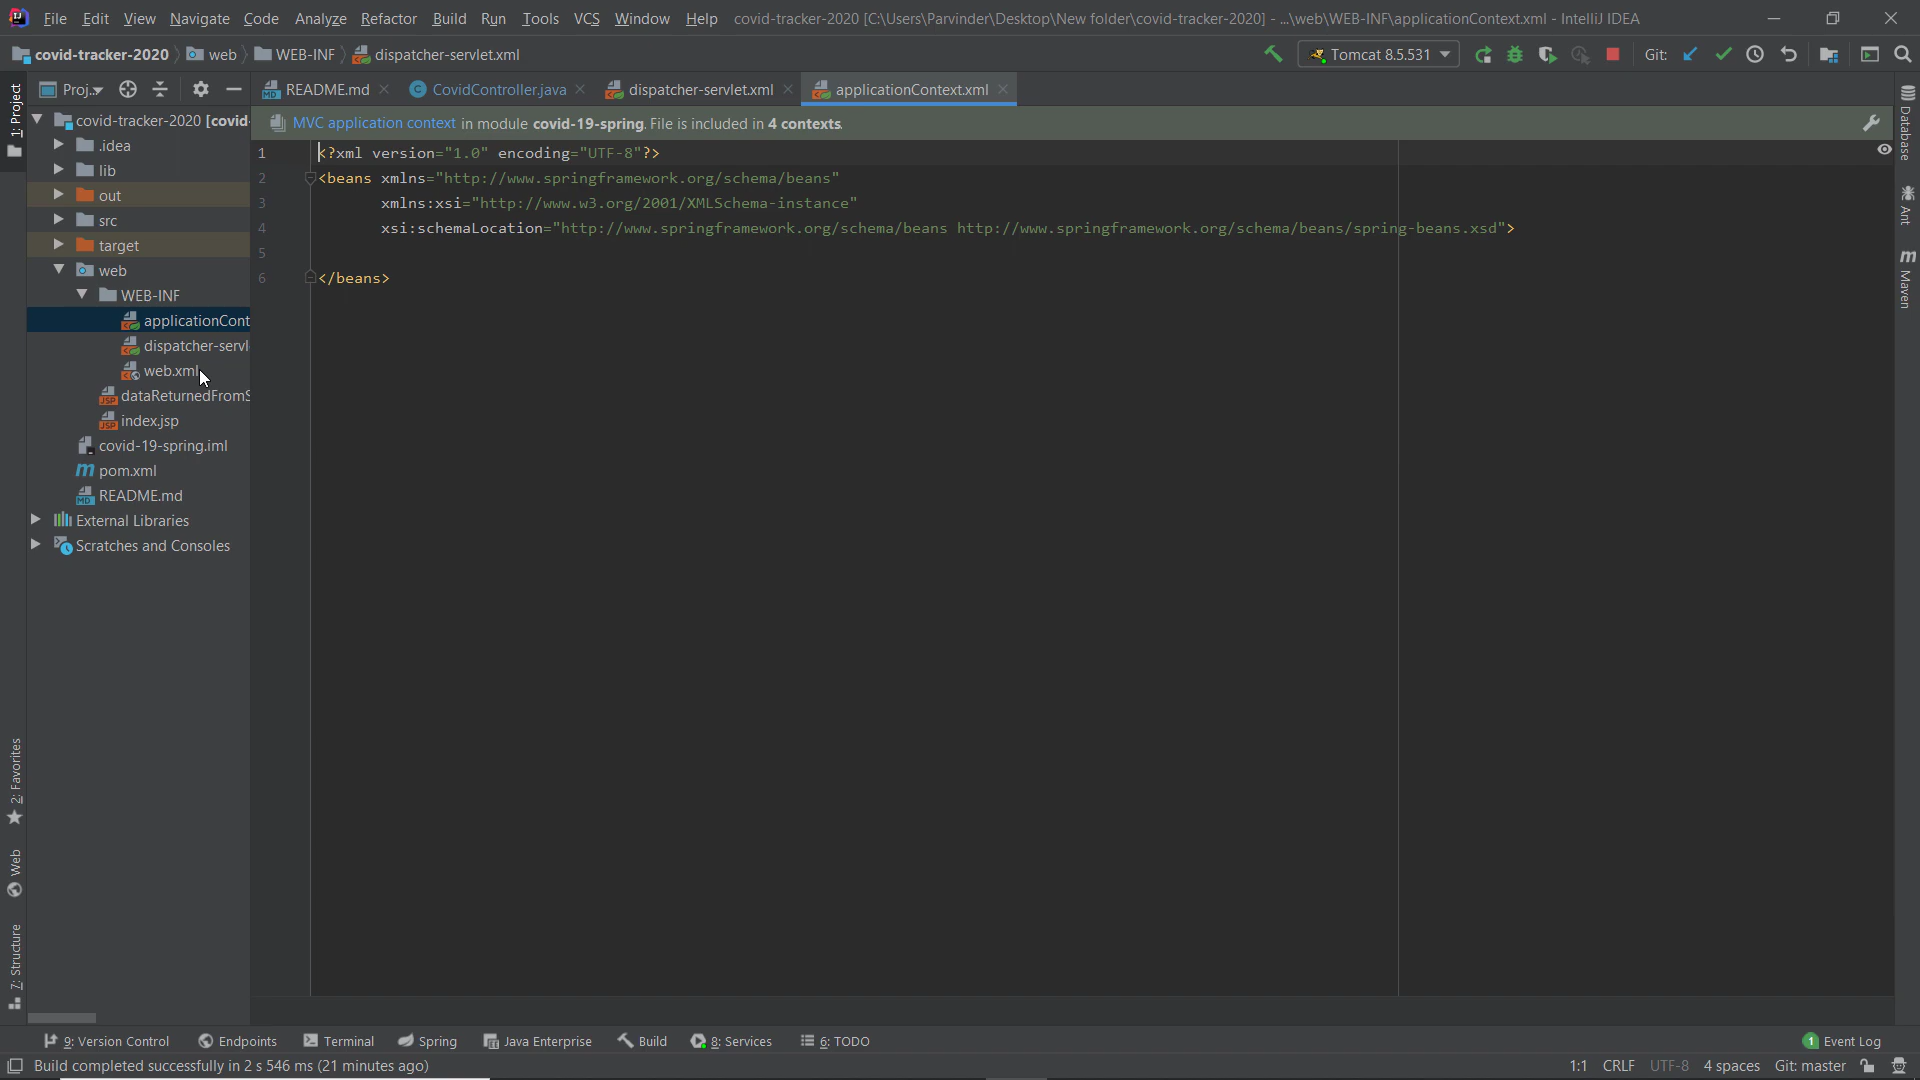 File Edit View Navigate Code Analyze Refactor Build Run Tools VCS Window Help covid-tracker-2020 [C:\Users\Parvinder\Desktop\New folder\covid-tracker-2020] - ...\web\WEB-INF\applicationContext.xml - IntelliJ IDEA
covid-tracker-2020 web WEB-INF dispatcher-servlet.xml Tomcat 8.5.531 Git:
Proj.. README.md CovidController.java dispatcher-servlet.xml applicationContext.xml
1: Project
covid-tracker-2020 [covid-
.idea
lib
out
src
target
web
WEB-INF
applicationCont
dispatcher-servl
web.xml
dataReturnedFromS
index.jsp
covid-19-spring.iml
pom.xml
README.md
External Libraries
Scratches and Consoles
MVC application context in module covid-19-spring. File is included in 4 contexts.
1 <?xml version="1.0" encoding="UTF-8"?>
2 <beans xmlns="http://www.springframework.org/schema/beans"
3 xmlns:xsi="http://www.w3.org/2001/XMLSchema-instance"
4 xsi:schemaLocation="http://www.springframework.org/schema/beans http://www.springframework.org/schema/beans/spring-beans.xsd">
5
6 </beans>
Database
Ant
m Maven
2: Favorites
Web
7: Structure
9: Version Control Endpoints Terminal Spring Java Enterprise Build 8: Services 6: TODO 1 Event Log
Build completed successfully in 2 s 546 ms (21 minutes ago) 1:1 CRLF UTF-8 4 spaces Git: master